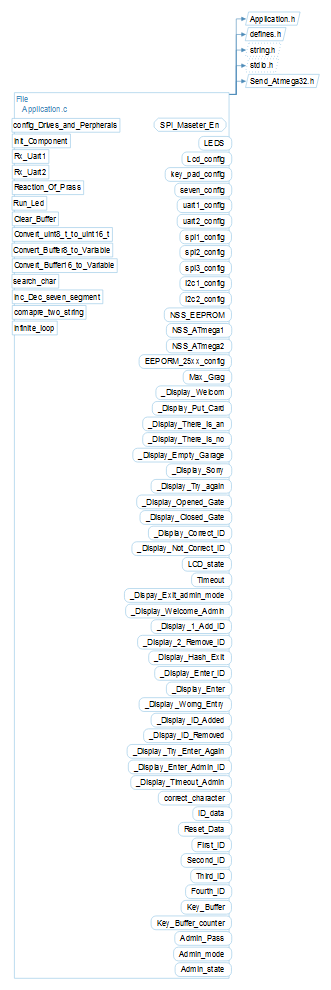 Application.h
defines.h
string.h
stdio.h
Send_Atmega32.h
File
Application.c
config_Drives_and_Perpherals
Init_Component
Rx_Uart1
Rx_Uart2
Reaction_Of_Prass
Run_Led
Clear_Buffer
Convert_uint8_t_to_uint16_t
Convert_Buffer8_to_Variable
Convert_Buffer16_to_Variable
search_char
Inc_Dec_seven_segment
comapre_two_string
infinite_loop
SPI_Maseter_En
LEDS
Lcd_config
key_pad_config
seven_config
uart1_config
uart2_config
spi1_config
spi2_config
spi3_config
I2c1_config
I2c2_config
NSS_EEPROM
NSS_ATmega1
NSS_ATmega2
EEPORM_25xx_config
Max_Grag
_Display_Welcom
_Display_Put_Card
_Display_There_Is_an
_Display_There_Is_no
_Display_Empty_Garage
_Display_Sorry
_Display_Try_again
_Display_Opened_Gate
_Display_Closed_Gate
_Display_Correct_ID
_Display_Not_Correct_ID
LCD_state
Timeout
_Dispay_Exit_admin_mode
_Display_Welcome_Admin
_Display_1_Add_ID
_Display_2_Remove_ID
_Display_Hash_Exit
_Display_Enter_ID
_Display_Enter
_Display_Worng_Entry
_Display_ID_Added
_Dispay_ID_Removed
_Display_Try_Enter_Again
_Display_Enter_Admin_ID
_Display_Timeout_Admin
correct_character
ID_data
Reset_Data
First_ID
Second_ID
Third_ID
Fourth_ID
Key_Buffer
Key_Buffer_counter
Admin_Pass
Admin_mode
Admin_state